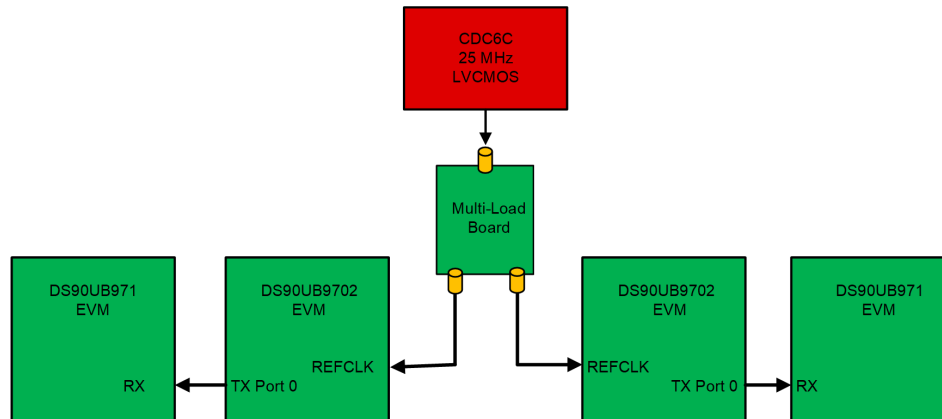 CDC6C
25 MHz
LVCMOS
Multi-Load
Board
DS90UB971
EVM
RX
DS90UB9702
EVM
REFCLK
TX Port 0
DS90UB9702
EVM
REFCLK
TX Port 0
DS90UB971
EVM
RX